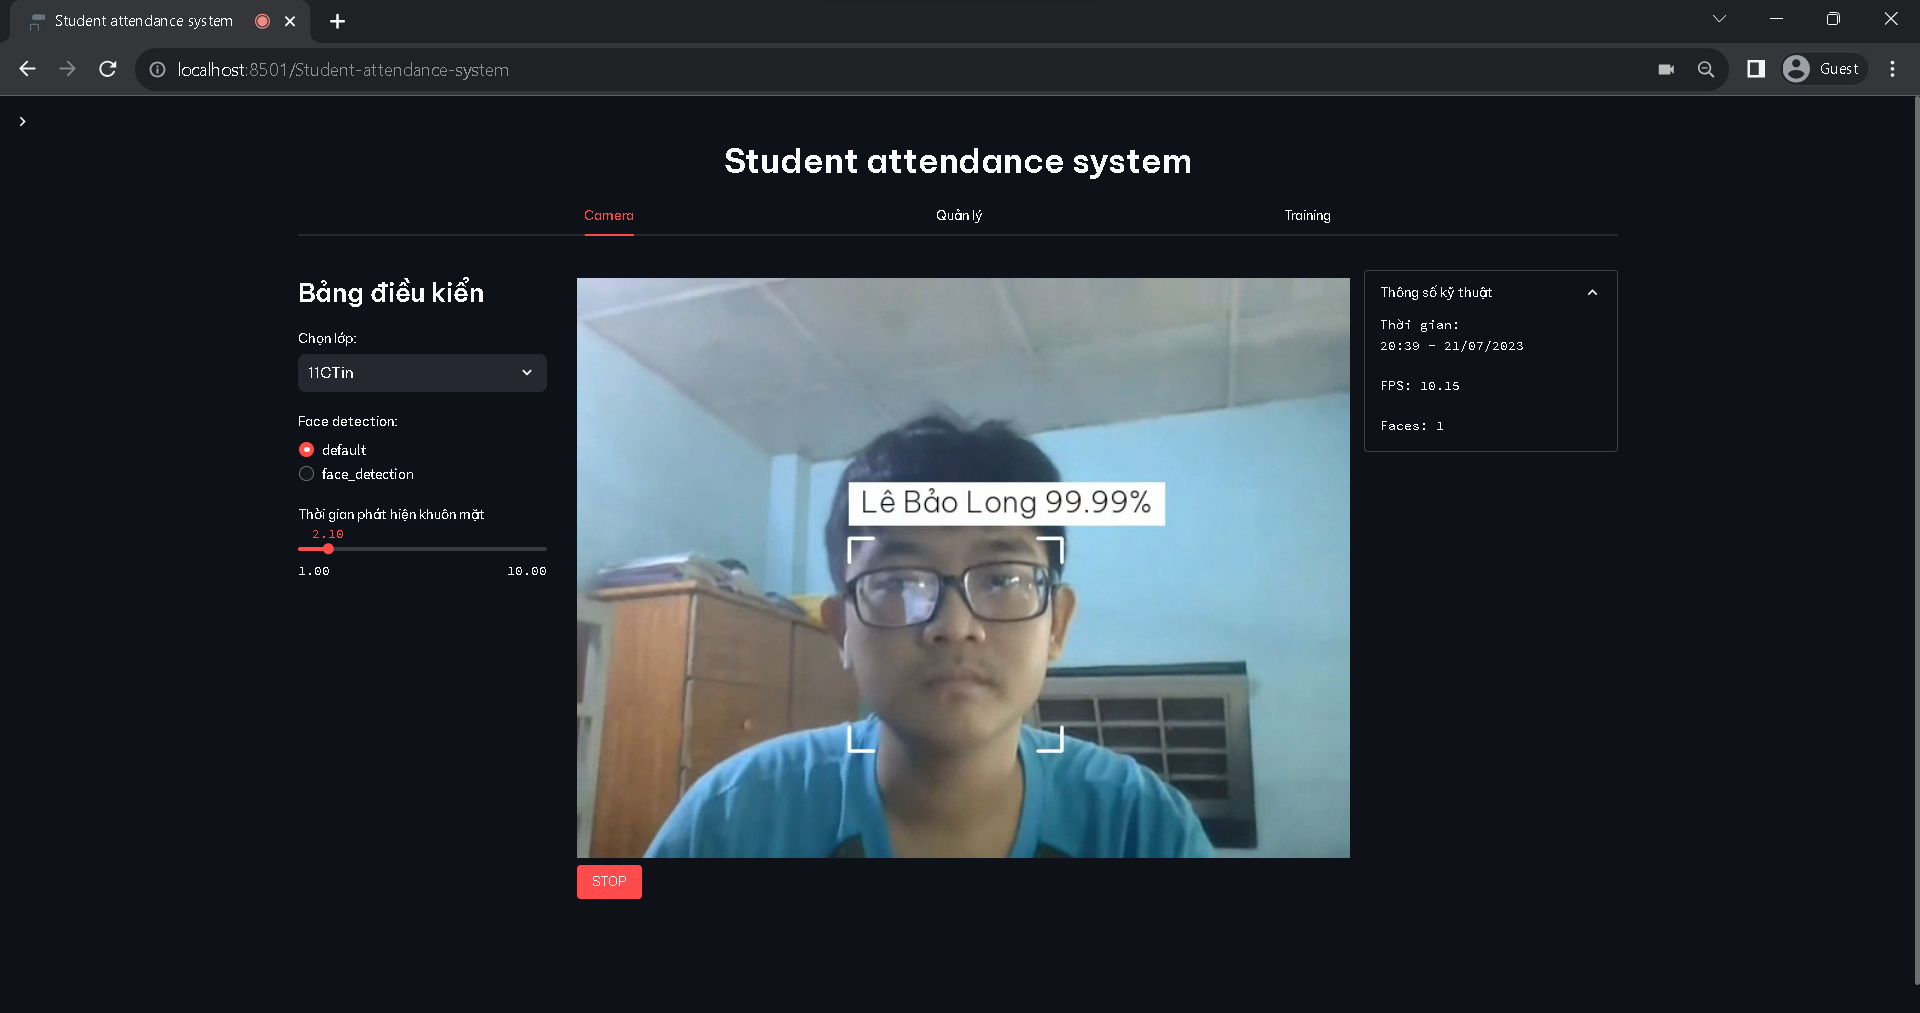 Student attendance system
localhost:8501/Student-attendance-system
Guest
Student attendance system
Camera
Quản lý
Training
Bảng điều kiển
Chọn lớp:
11CTin
Face detection:
default
face_detection
Thời gian phát hiện khuôn mặt
2.10
1.00 10.00
Lê Bảo Long 99.99%
STOP
Thông số kỹ thuật
Thời gian:
20:39 - 21/07/2023
FPS: 10.15
Faces: 1